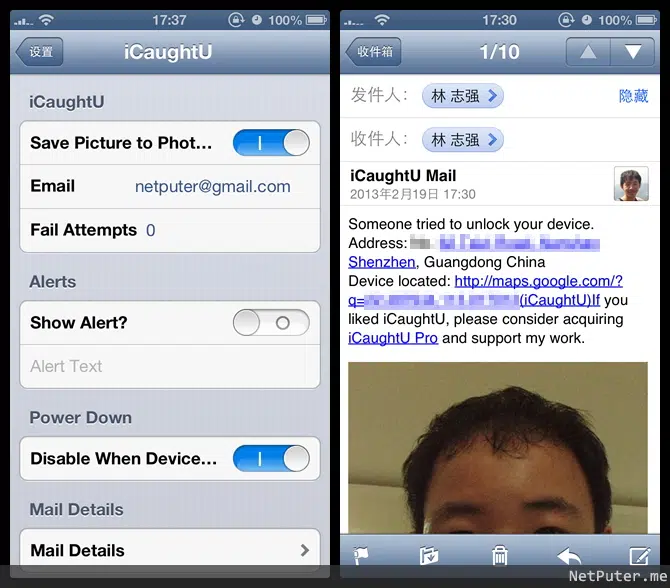 17:37
100%
设置
iCaughtU
iCaughtU
Save Picture to Phot...
Email
netputer@gmail.com
Fail Attempts 0
Alerts
Show Alert?
Alert Text
Power Down
Disable When Device...
Mail Details
Mail Details
17:30
100%
收件箱
1/10
发件人：
林 志强
隐藏
收件人：
林 志强
iCaughtU Mail
2013年2月19日 17:30
Someone tried to unlock your device.
Address:
Shenzhen, Guangdong China
Device located: http://maps.google.com/?
q= (iCaughtU)If you
liked iCaughtU, please consider acquiring
iCaughtU Pro and support my work.
NetPuter.me